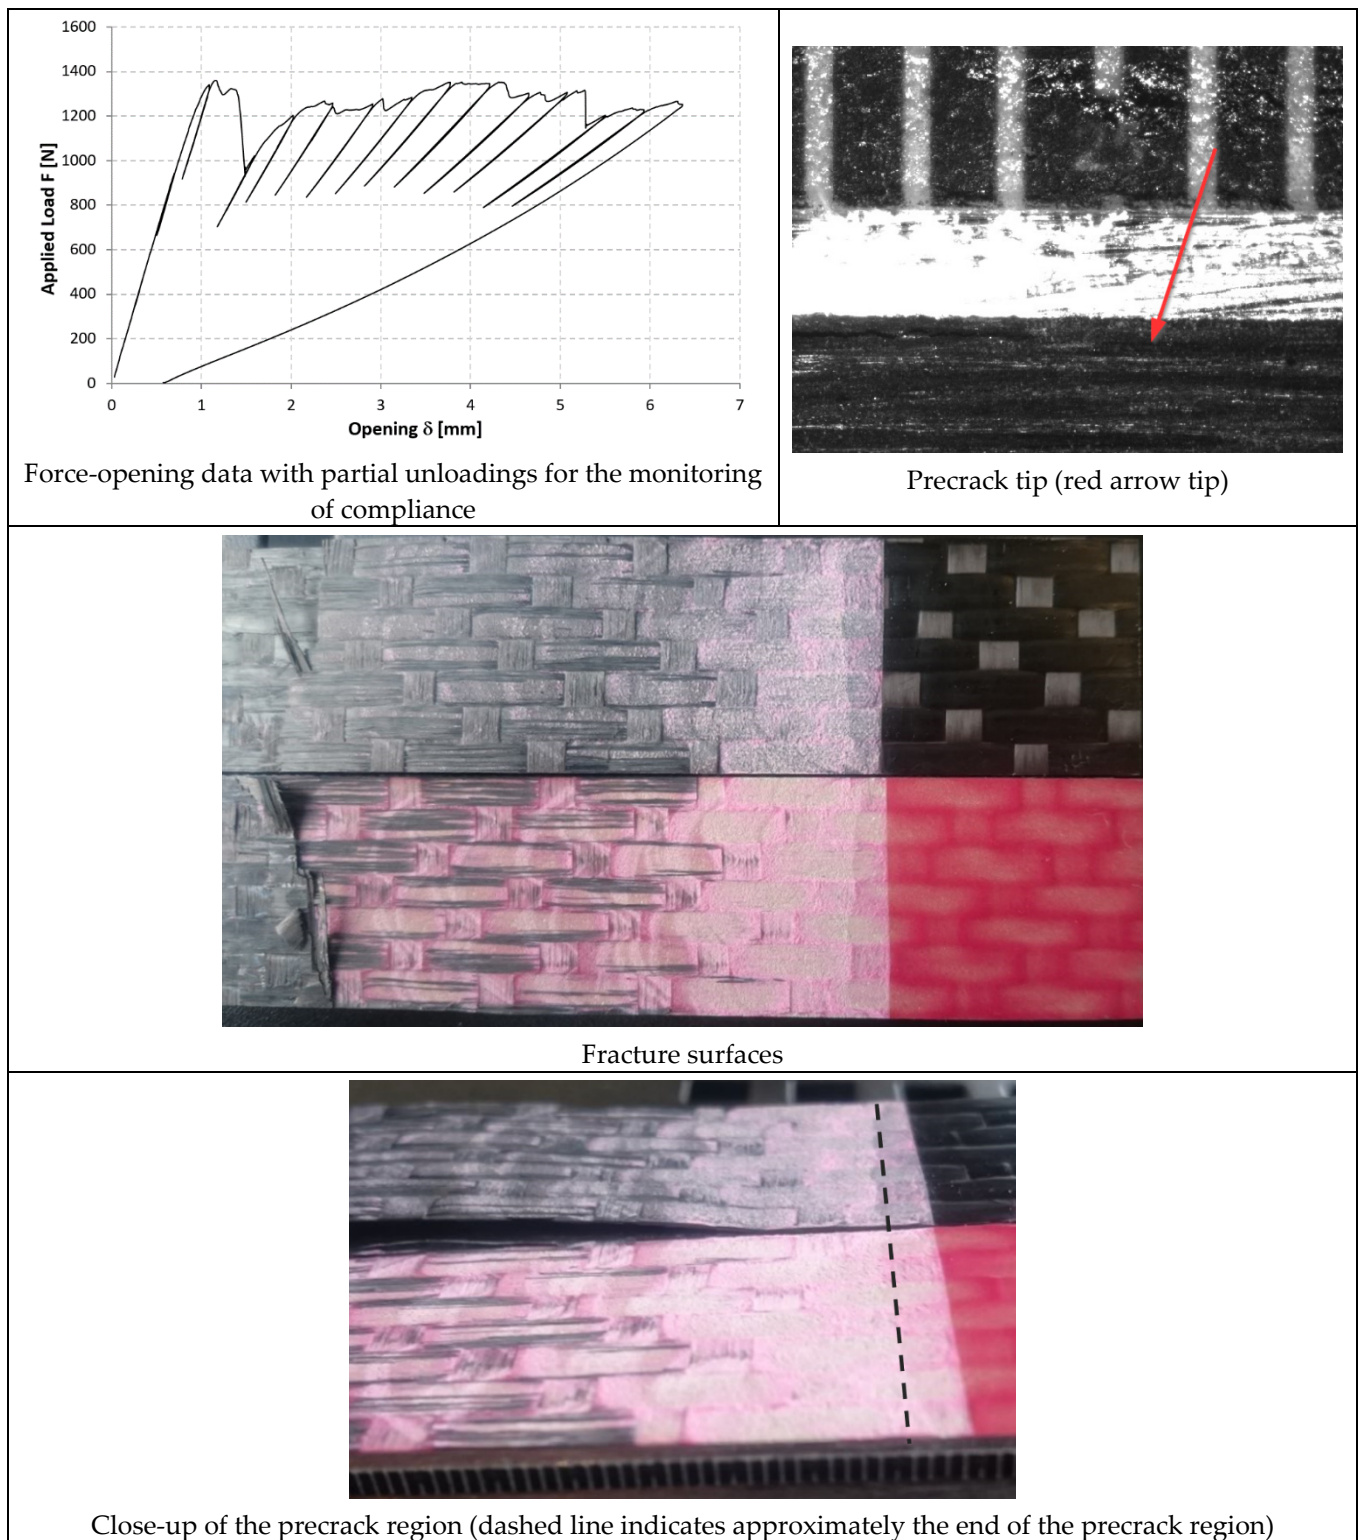 1600
1400
1200
1000
800
600
400
200
0
Applied Load F [N]
0 1 2 3 4 5 6 7
Opening δ [mm]
Force-opening data with partial unloadings for the monitoring
of compliance
Precrack tip (red arrow tip)
Fracture surfaces
Close-up of the precrack region (dashed line indicates approximately the end of the precrack region)